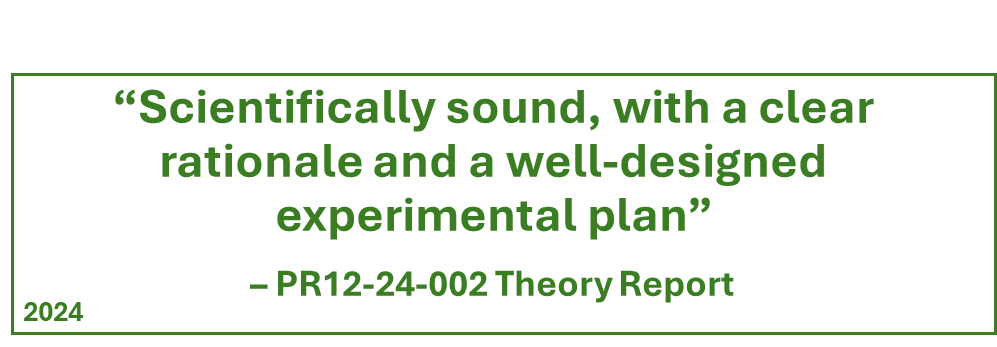 “Scientifically sound, with a clear
rationale and a well-designed
experimental plan”
– PR12-24-002 Theory Report
2024